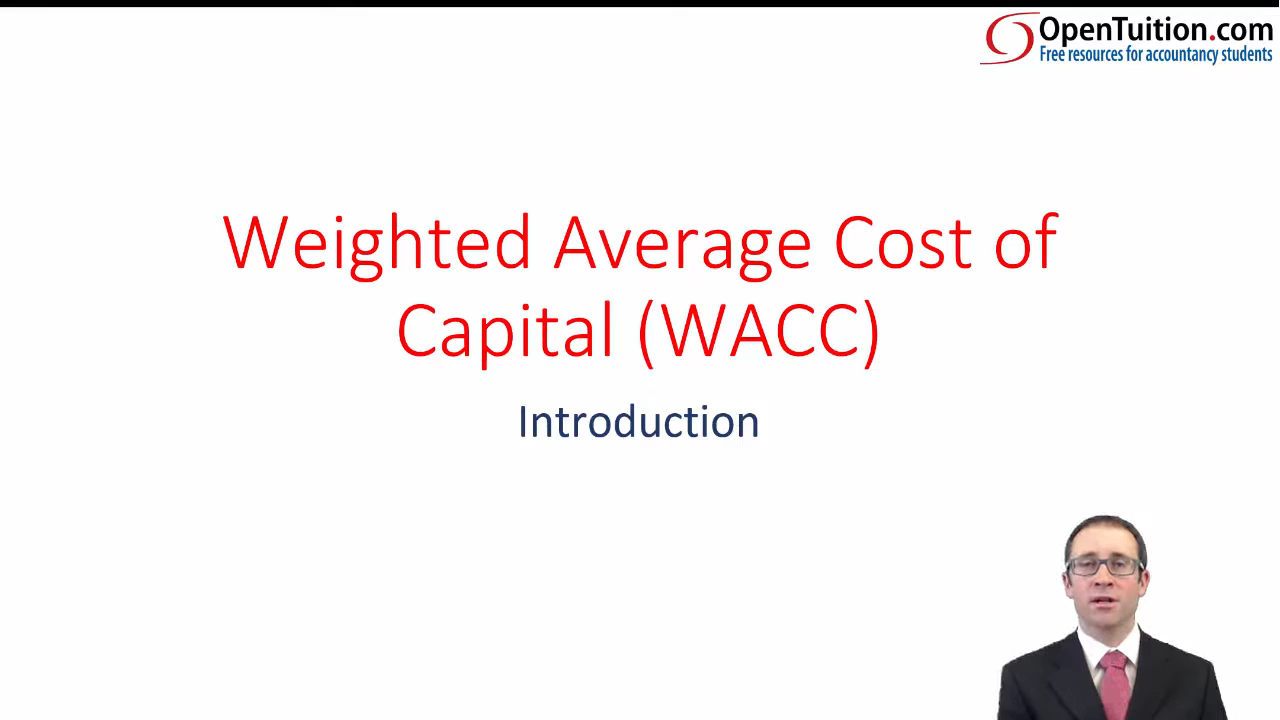 OpenTuition.com
Free resources for accountancy students
Weighted Average Cost of
Capital (WACC)
Introduction